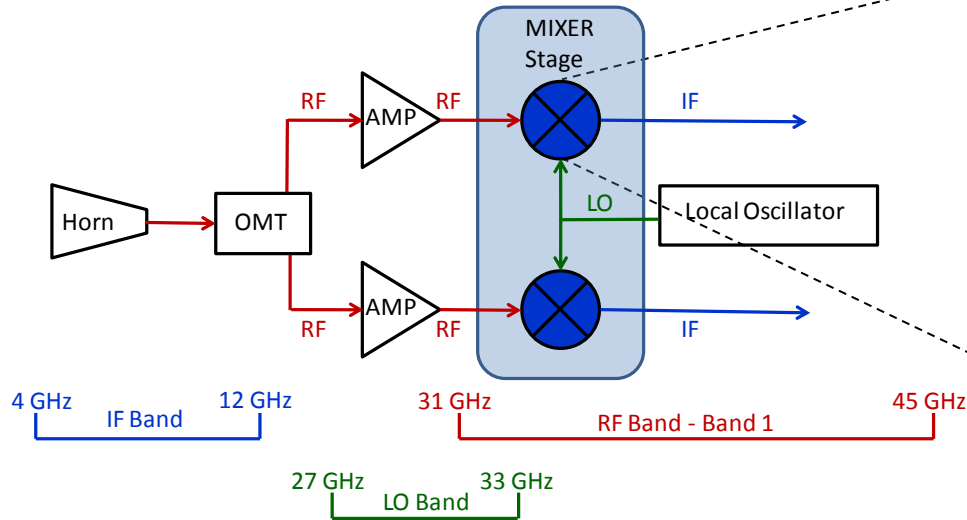 MIXER
Stage
RF
AMP
RF
IF
Horn
OMT
LO
Local Oscillator
RF
AMP
RF
IF
4 GHz
12 GHz
IF Band
31 GHz
45 GHz
RF Band - Band 1
27 GHz
33 GHz
LO Band